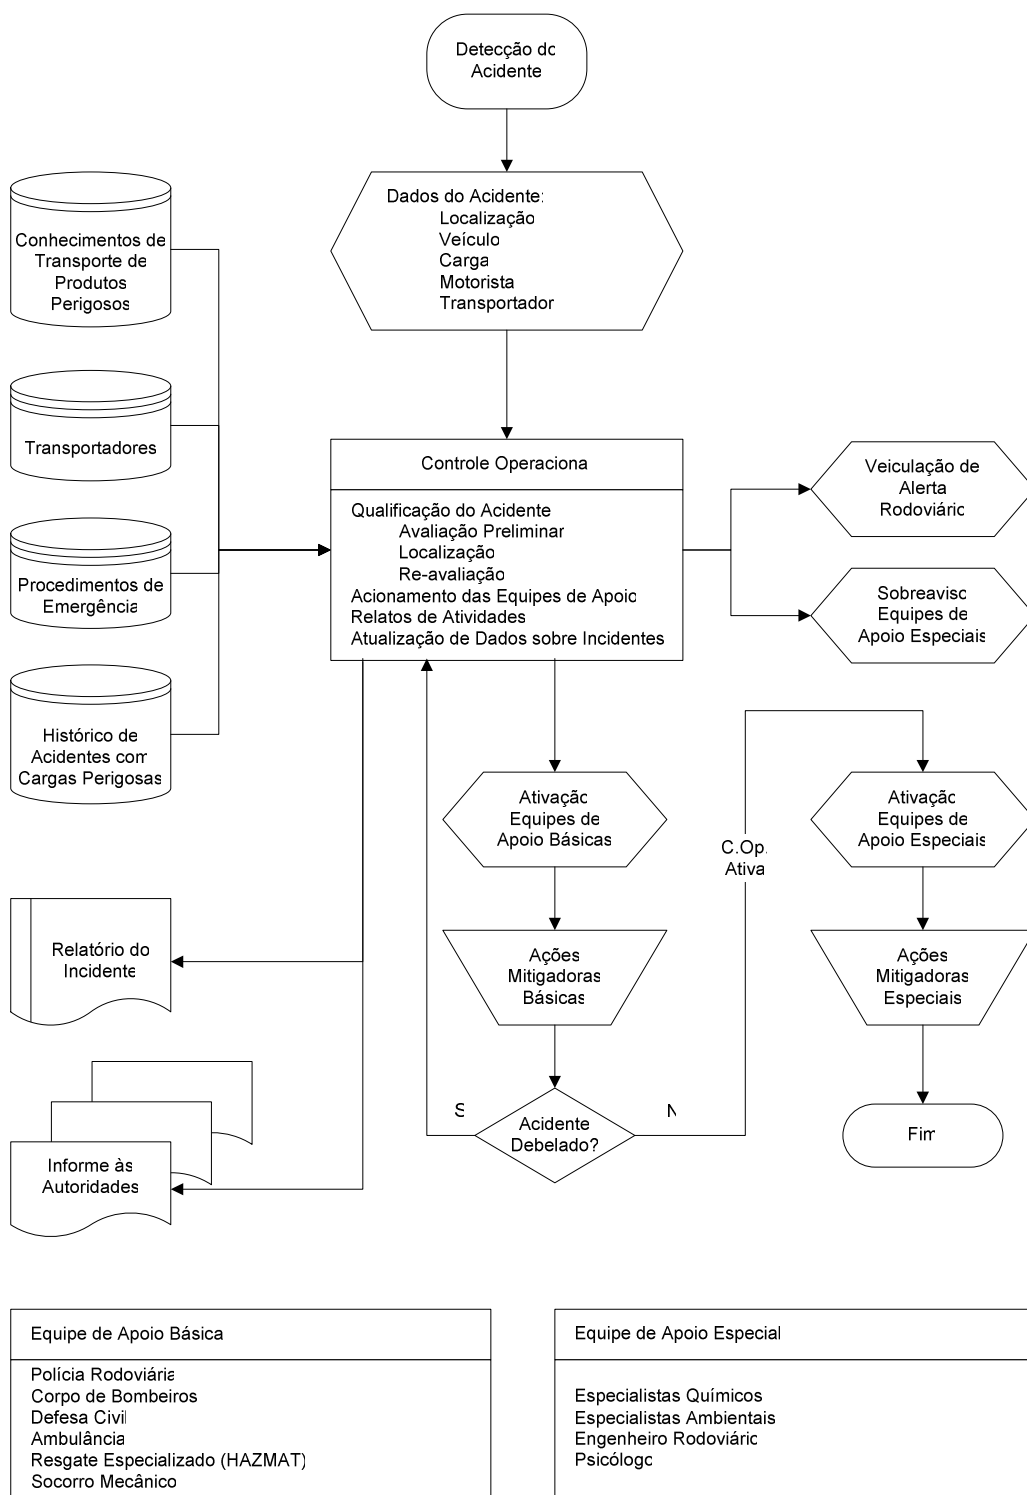 Detecção do
Acidente
Dados do Acidente:
Localização
Veículo
Carga
Motorista
Transportador
Conhecimentos de
Transporte de
Produtos
Perigosos
Transportadores
Procedimentos de
Emergência
Histórico de
Acidentes com
Cargas Perigosas
Controle Operaciona
Qualificação do Acidente
Avaliação Preliminar
Localização
Re-avaliação
Acionamento das Equipes de Apoio
Relatos de Atividades
Atualização de Dados sobre Incidentes
Veiculação de
Alerta
Rodoviário
Sobreaviso
Equipes de
Apoio Especiais
Ativação
Equipes de
Apoio Básicas
C.Op.
Ativa
Ativação
Equipes de
Apoio Especiais
Relatório do
Incidente
Ações
Mitigadoras
Básicas
Ações
Mitigadoras
Especiais
S
Acidente
Debelado?
N
Fim
Informe às
Autoridades
Equipe de Apoio Básica
Polícia Rodoviária
Corpo de Bombeiros
Defesa Civil
Ambulância
Resgate Especializado (HAZMAT)
Socorro Mecânico
Equipe de Apoio Especial
Especialistas Químicos
Especialistas Ambientais
Engenheiro Rodoviário
Psicólogo